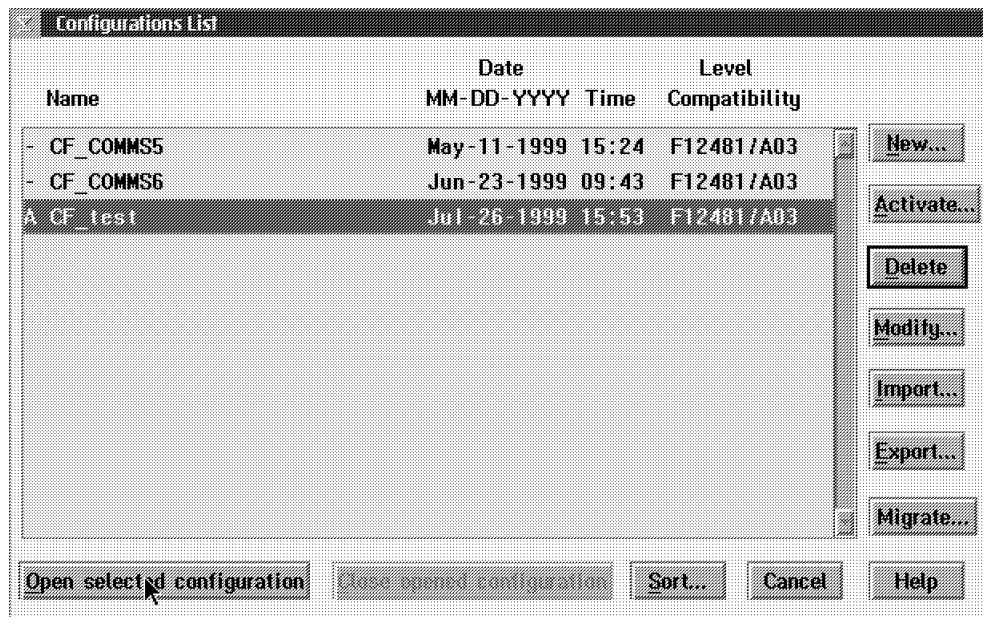 Configurations List
Date Level
Name MM-DD-YYYY Time Compatibility
- CF_COMMS5 May-11-1999 15:24 F12481/A03
- CF_COMMS6 Jun-23-1999 09:43 F12481/A03
A CF_test Jul-26-1999 15:53 F12481/A03
New...
Activate...
Delete
Modify...
Import...
Export...
Migrate...
Open selected configuration Close opened configuration Sort... Cancel Help